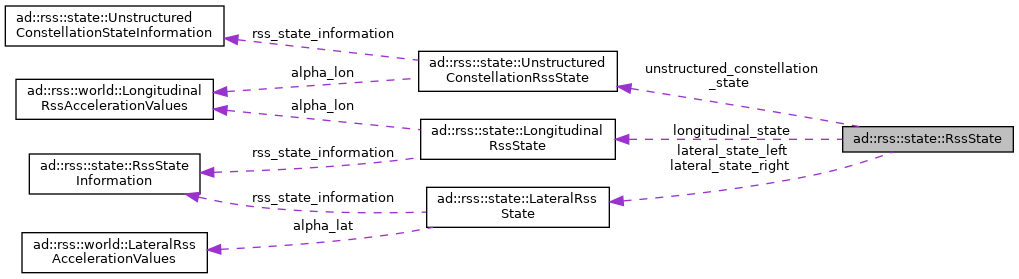 ad::rss::state::Unstructured
ConstellationStateInformation
rss_state_information
ad::rss::state::Unstructured
ConstellationRssState
alpha_lon
unstructured_constellation
_state
ad::rss::world::Longitudinal
RssAccelerationValues
alpha_lon
ad::rss::state::Longitudinal
RssState
longitudinal_state
ad::rss::state::RssState
lateral_state_left
lateral_state_right
rss_state_information
ad::rss::state::RssState
Information
rss_state_information
ad::rss::state::LateralRss
State
alpha_lat
ad::rss::world::LateralRss
AccelerationValues